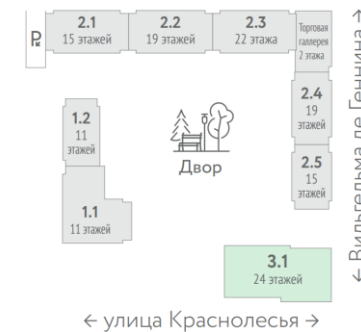 2.1
15 этажей
2.2
19 этажей
2.3
22 этажа
Торговая
галлерея
2 этажа
Pк
2.4
19
этажей
1.2
11
этажей
Двор
2.5
15
этажей
1.1
11 этажей
3.1
24 этажей
← улица Краснолесья →
← Вильгельма де Геннина →